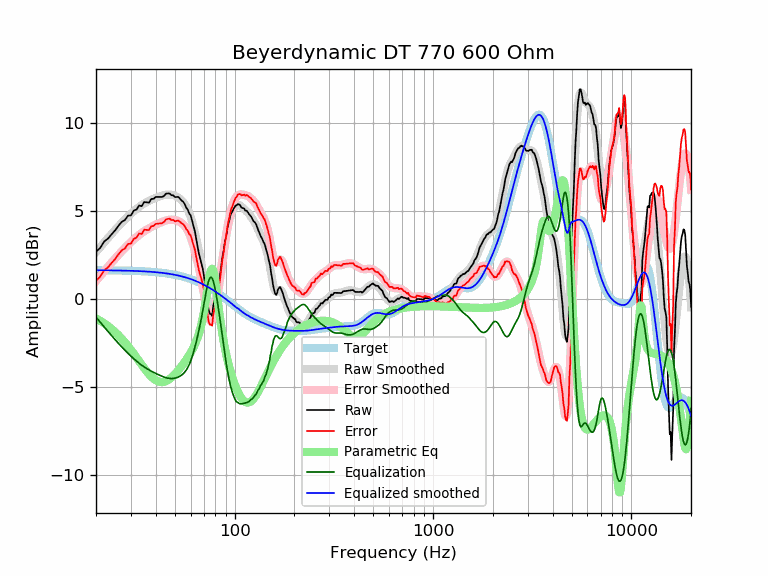 Beyerdynamic DT 770 600 Ohm
Amplitude (dBr)
10
5
0
−5
−10
Target
Raw Smoothed
Error Smoothed
Raw
Error
Parametric Eq
Equalization
Equalized smoothed
100
1000
10000
Frequency (Hz)